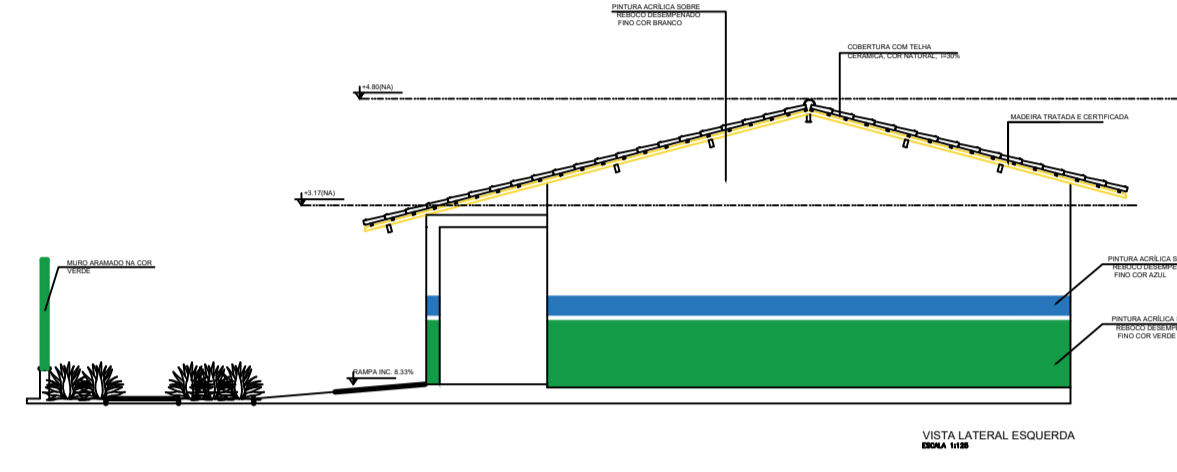 PINTURA ACRÍLICA SOBRE
REBOCO DESEMPENADO
FINO COR BRANCO
COBERTURA COM TELHA
CERAMICA, COR NATURAL, I=30%
+4.80(NA)
MADEIRA TRATADA E CERTIFICADA
+3.17(NA)
MURO ARAMADO NA COR
VERDE
PINTURA ACRÍLICA S
REBOCO DESEMPE
FINO COR AZUL
PINTURA ACRÍLICA
REBOCO DESEMP
FINO COR VERDE
RAMPA INC. 8.33%
VISTA LATERAL ESQUERDA
ESCALA 1:125